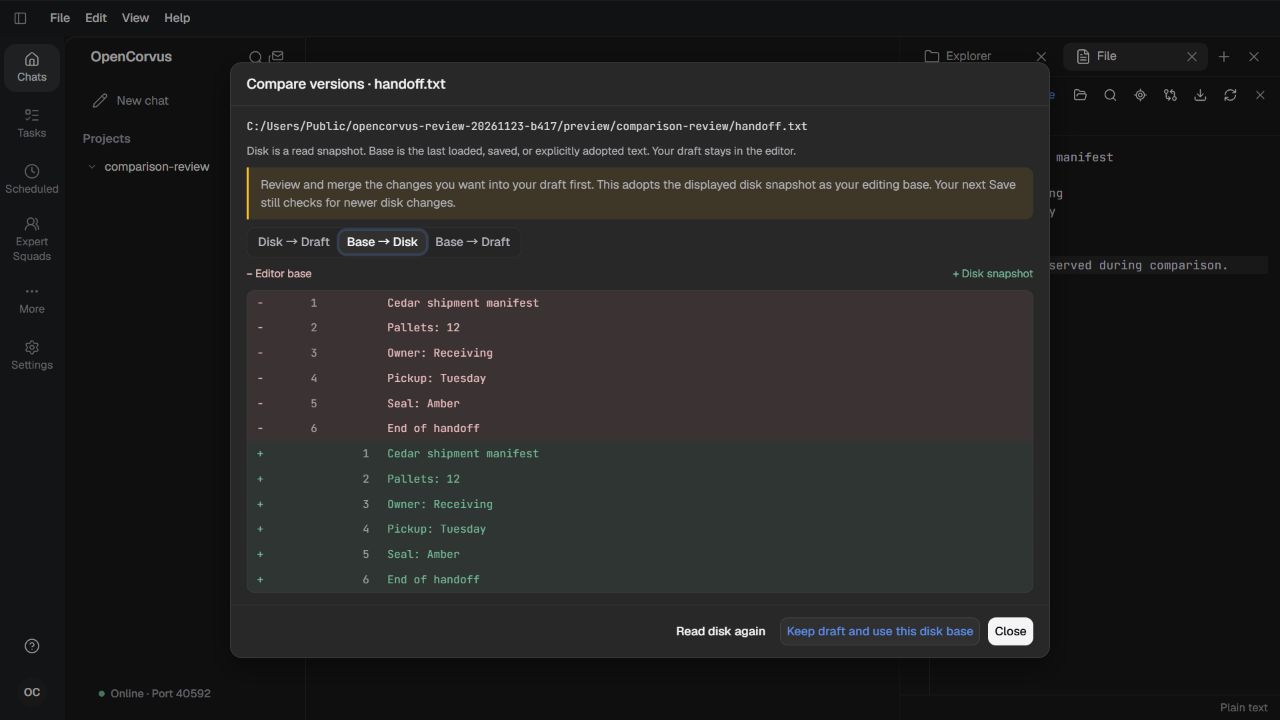 File Edit View Help
OpenCorvus
Explorer
File
Chats
New chat
Tasks
Projects
comparison-review
Scheduled
Expert
Squads
More
Settings
OC
Online · Port 40592
Compare versions · handoff.txt
C:/Users/Public/opencorvus-review-20261123-b417/preview/comparison-review/handoff.txt
Disk is a read snapshot. Base is the last loaded, saved, or explicitly adopted text. Your draft stays in the editor.
Review and merge the changes you want into your draft first. This adopts the displayed disk snapshot as your editing base. Your next Save
still checks for newer disk changes.
Disk → Draft Base → Disk Base → Draft
– Editor base + Disk snapshot
- 1 Cedar shipment manifest
- 2 Pallets: 12
- 3 Owner: Receiving
- 4 Pickup: Tuesday
- 5 Seal: Amber
- 6 End of handoff
+ 1 Cedar shipment manifest
+ 2 Pallets: 12
+ 3 Owner: Receiving
+ 4 Pickup: Tuesday
+ 5 Seal: Amber
+ 6 End of handoff
Read disk again Keep draft and use this disk base Close
manifest
served during comparison.
Plain text